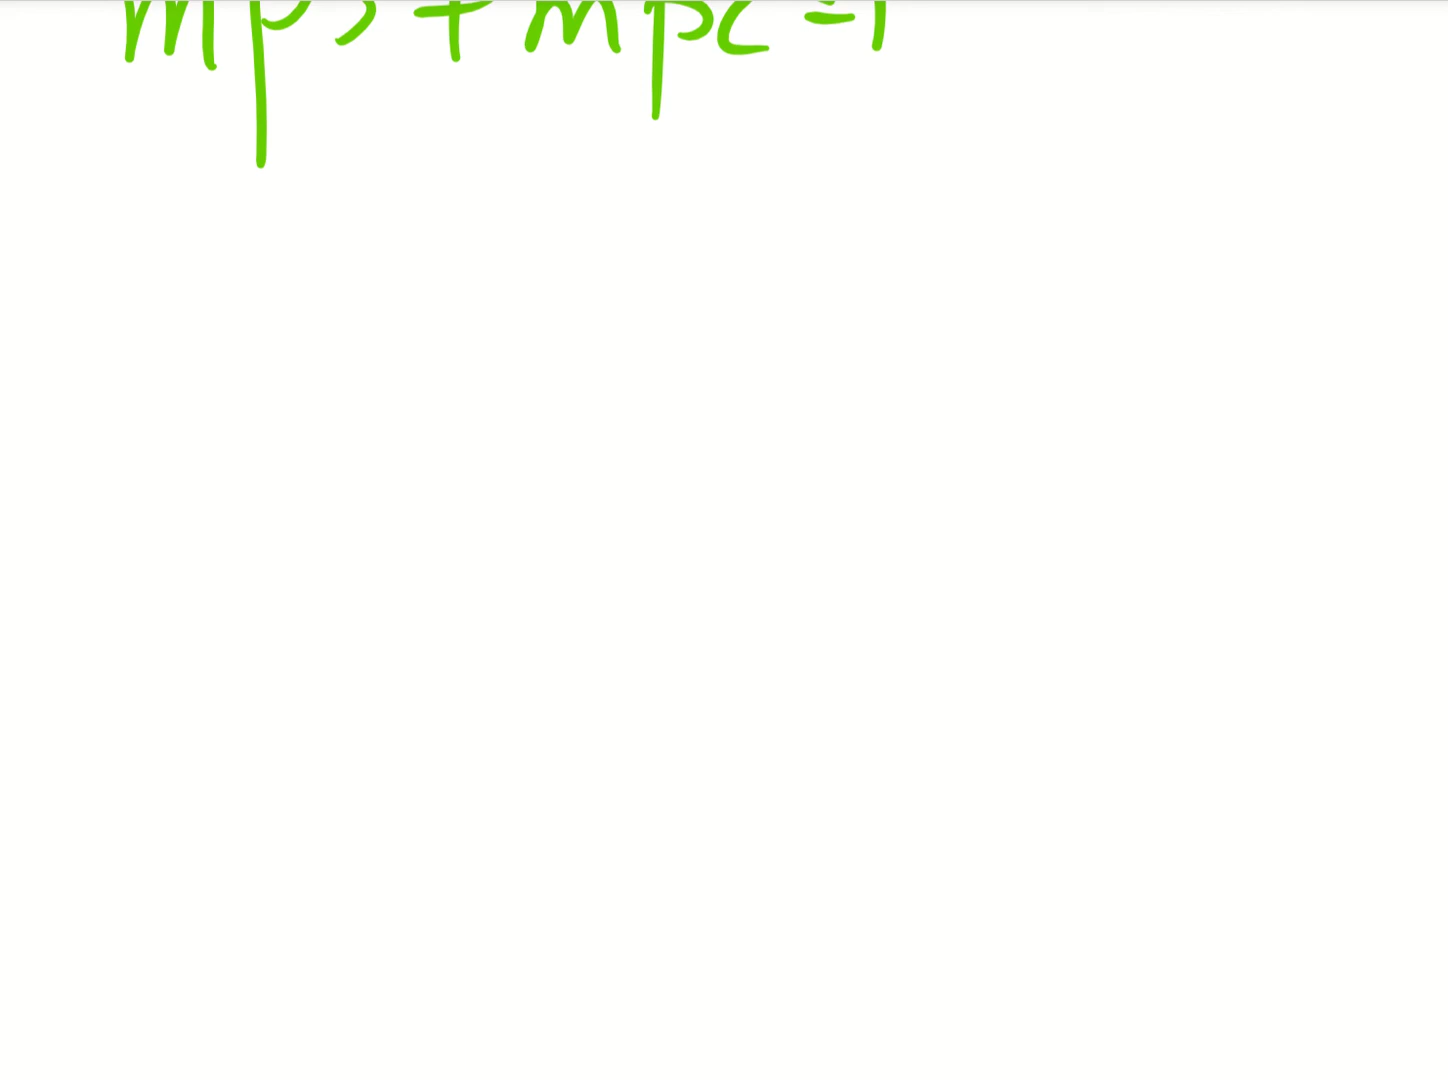 mps + mpc = 1